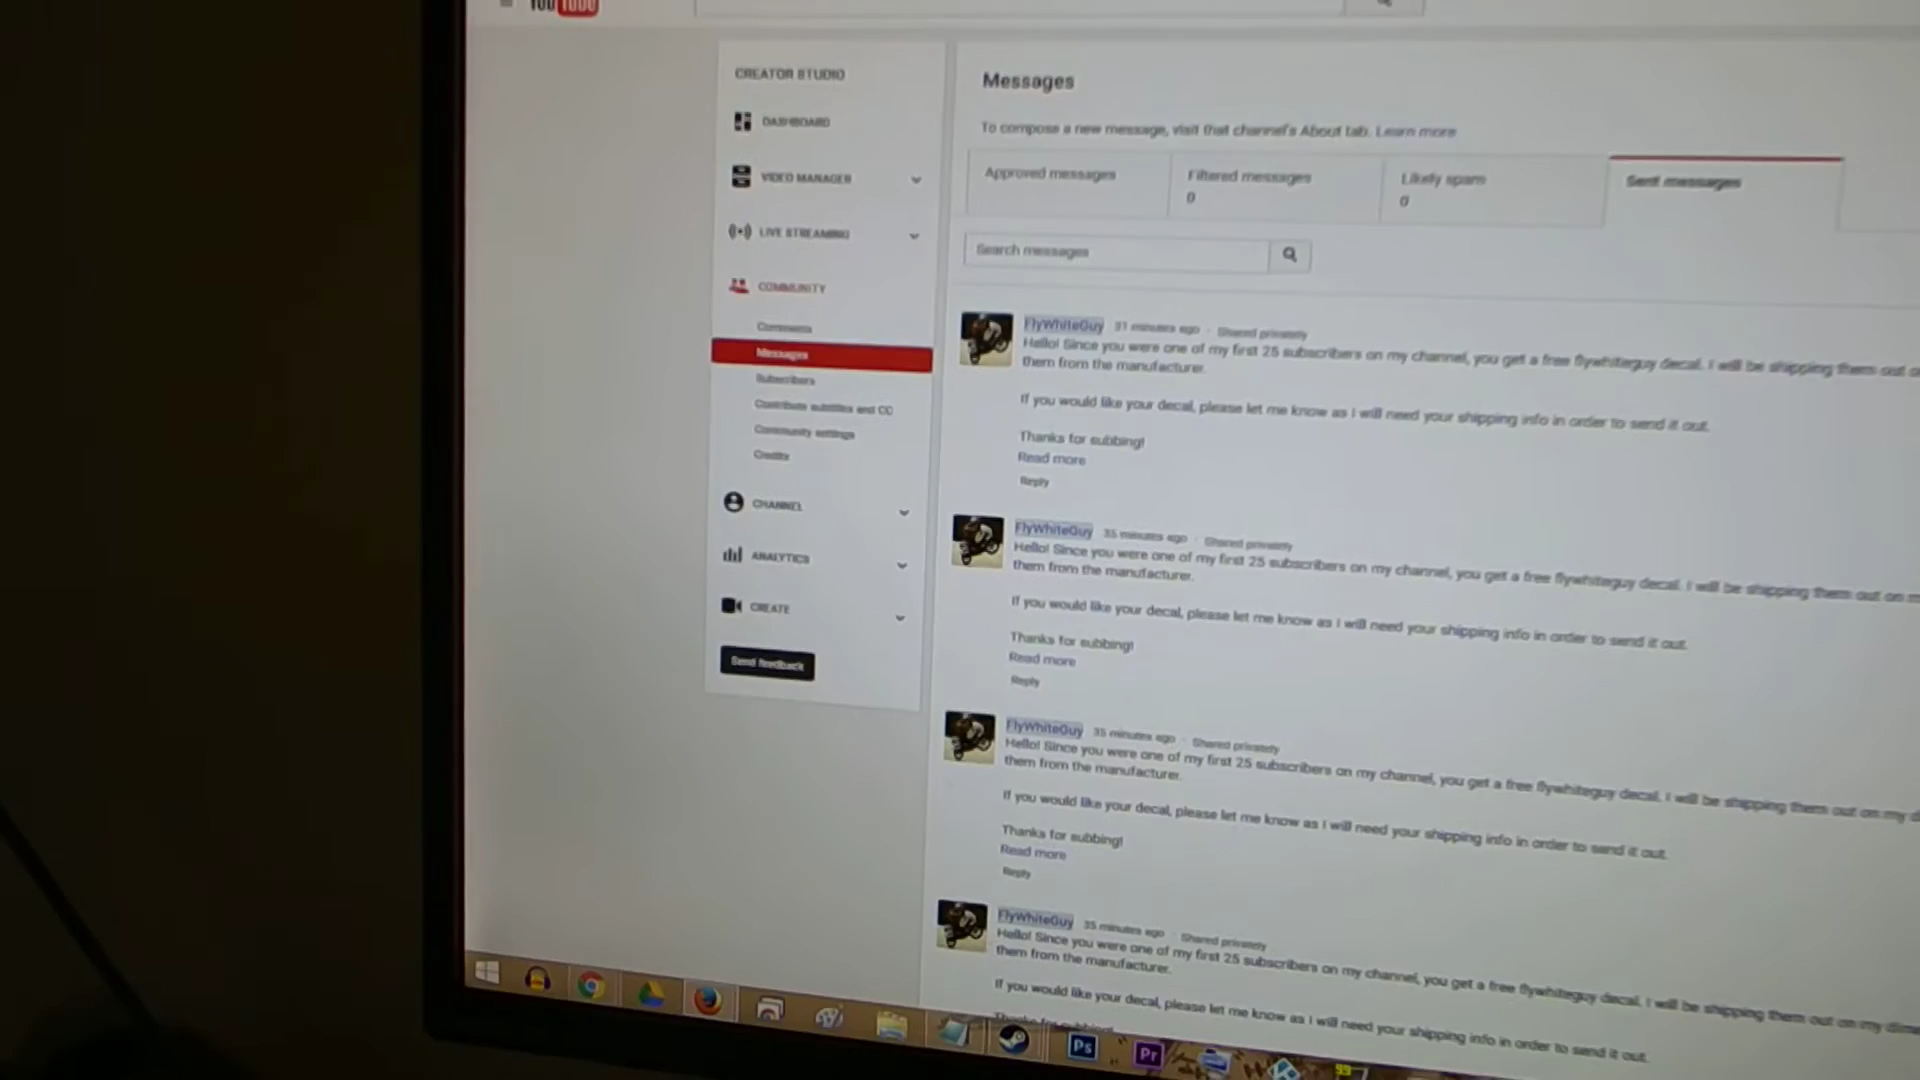 YouTube
CREATOR STUDIO
DASHBOARD
VIDEO MANAGER
LIVE STREAMING
COMMUNITY
Comments
Messages
Subscribers
Contribute subtitles and CC
Community settings
Credits
CHANNEL
ANALYTICS
CREATE
Send feedback
Messages
To compose a new message, visit that channel's About tab. Learn more
Approved messages
Filtered messages
0
Likely spam
0
Sent messages
Search messages
FlyWhiteGuy 31 minutes ago · Shared privately
Hello! Since you were one of my first 25 subscribers on my channel, you get a free flywhiteguy decal. I will be shipping them out
them from the manufacturer.
If you would like your decal, please let me know as I will need your shipping info in order to send it out.
Thanks for subbing!
Read more
Reply
FlyWhiteGuy 35 minutes ago · Shared privately
Hello! Since you were one of my first 25 subscribers on my channel, you get a free flywhiteguy decal. I will be shipping them out on
them from the manufacturer.
If you would like your decal, please let me know as I will need your shipping info in order to send it out.
Thanks for subbing!
Read more
Reply
FlyWhiteGuy 35 minutes ago · Shared privately
Hello! Since you were one of my first 25 subscribers on my channel, you get a free flywhiteguy decal. I will be shipping them out on my
them from the manufacturer.
If you would like your decal, please let me know as I will need your shipping info in order to send it out.
Thanks for subbing!
Read more
Reply
FlyWhiteGuy 35 minutes ago · Shared privately
Hello! Since you were one of my first 25 subscribers on my channel, you get a free flywhiteguy decal. I will be shipping them out on my
them from the manufacturer.
If you would like your decal, please let me know as I will need your shipping info in order to send it out.
Thanks for subbing!
Ps
Pr